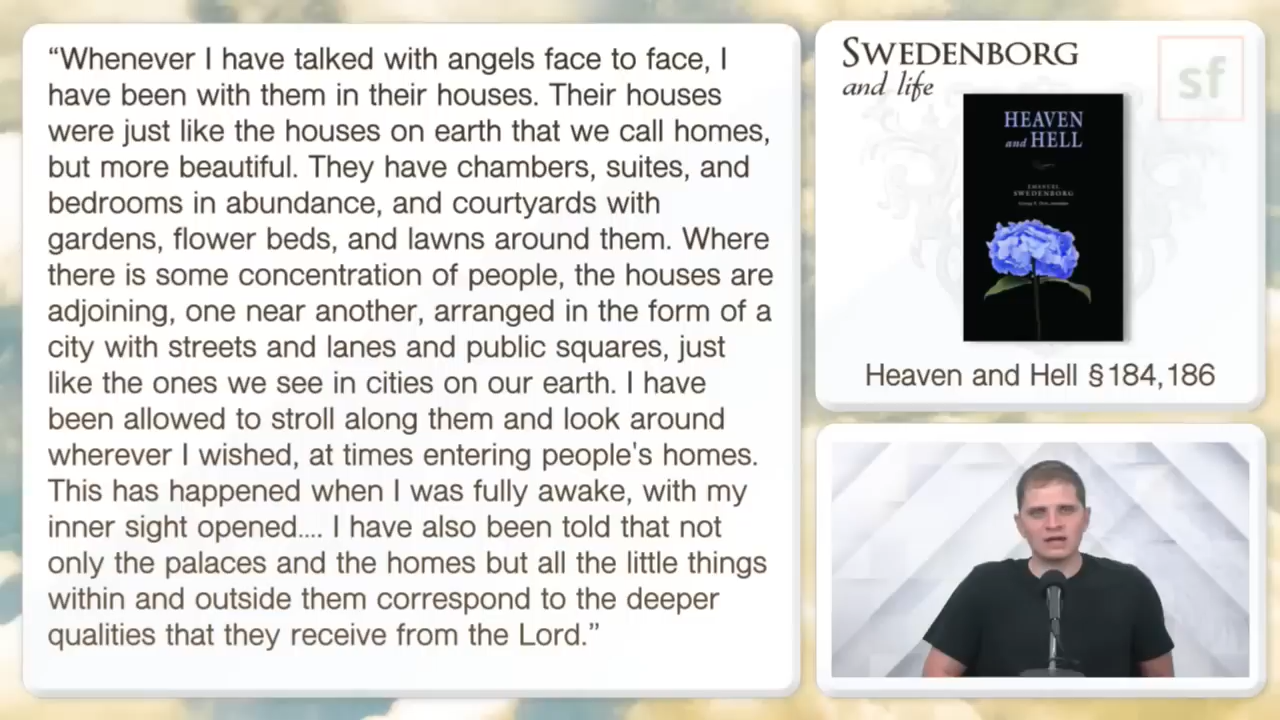 “Whenever I have talked with angels face to face, I
have been with them in their houses. Their houses
were just like the houses on earth that we call homes,
but more beautiful. They have chambers, suites, and
bedrooms in abundance, and courtyards with
gardens, flower beds, and lawns around them. Where
there is some concentration of people, the houses are
adjoining, one near another, arranged in the form of a
city with streets and lanes and public squares, just
like the ones we see in cities on our earth. I have
been allowed to stroll along them and look around
wherever I wished, at times entering people's homes.
This has happened when I was fully awake, with my
inner sight opened.... I have also been told that not
only the palaces and the homes but all the little things
within and outside them correspond to the deeper
qualities that they receive from the Lord.”
SWEDENBORG
and life
sf
HEAVEN
and HELL
EMANUEL
SWEDENBORG
Heaven and Hell §184,186